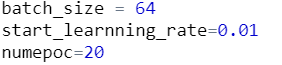 batch_size = 64
start_learnning_rate=0.01
numepoc=20